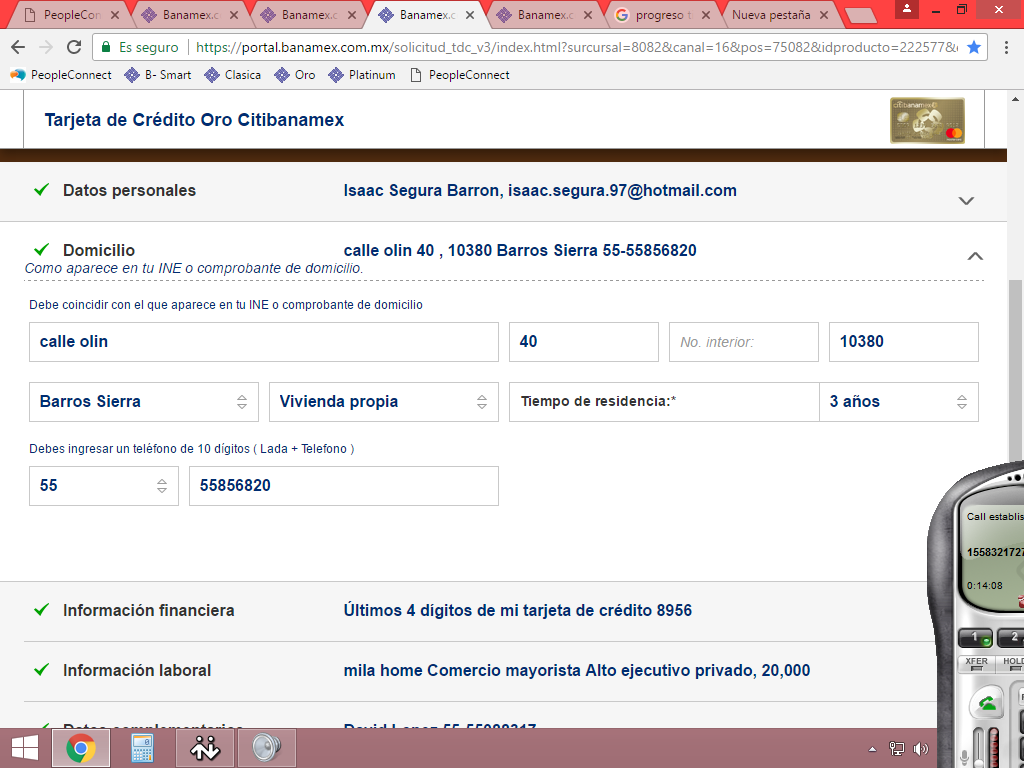 PeopleCon
Banamex.c
Banamex.c
Banamex.c
Banamex.c
progreso t
Nueva pestaña
Es seguro
https://portal.banamex.com.mx/solicitud_tdc_v3/index.html?sursursal=8082&canal=16&pos=75082&idproducto=222577&
PeopleConnect
B- Smart
Clasica
Oro
Platinum
PeopleConnect
Tarjeta de Crédito Oro Citibanamex
citibanamex
Datos personales
Isaac Segura Barron, isaac.segura.97@hotmail.com
Domicilio
calle olin 40 , 10380 Barros Sierra 55-55856820
Como aparece en tu INE o comprobante de domicilio.
Debe coincidir con el que aparece en tu INE o comprobante de domicilio
calle olin
40
No. interior:
10380
Barros Sierra
Vivienda propia
Tiempo de residencia:*
3 años
Debes ingresar un teléfono de 10 dígitos ( Lada + Telefono )
55
55856820
Call establis
1558321727
0:14:08
Información financiera
Últimos 4 dígitos de mi tarjeta de crédito 8956
1
2
XFER
HOLD
Información laboral
mila home Comercio mayorista Alto ejecutivo privado, 20,000